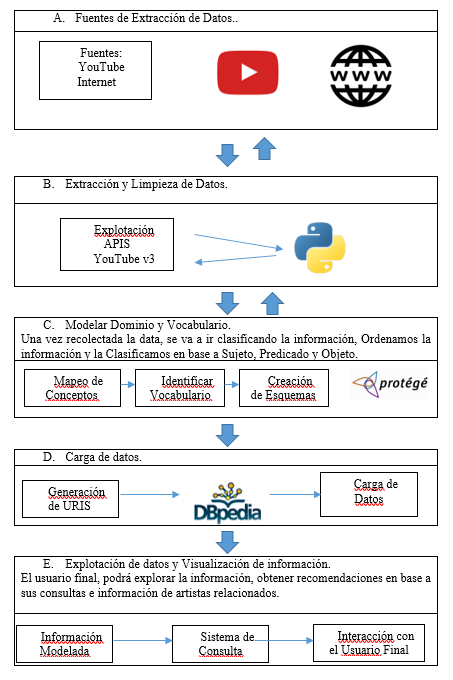 A. Fuentes de Extracción de Datos..
Fuentes:
YouTube
Internet
WWW
B. Extracción y Limpieza de Datos.
Explotación
APIS
YouTube v3
C. Modelar Dominio y Vocabulario.
Una vez recolectada la data, se va a ir clasificando la información, Ordenamos la
información y la Clasificamos en base a Sujeto, Predicado y Objeto.
Mapeo de
Conceptos
Identificar
Vocabulario
Creación
de Esquemas
protégé
D. Carga de datos.
Generación
de URIS
DBpedia
Carga de
Datos
E. Explotación de datos y Visualización de información.
El usuario final, podrá explorar la información, obtener recomendaciones en base a
sus consultas e información de artistas relacionados.
Información
Modelada
Sistema de
Consulta
Interacción con
el Usuario Final